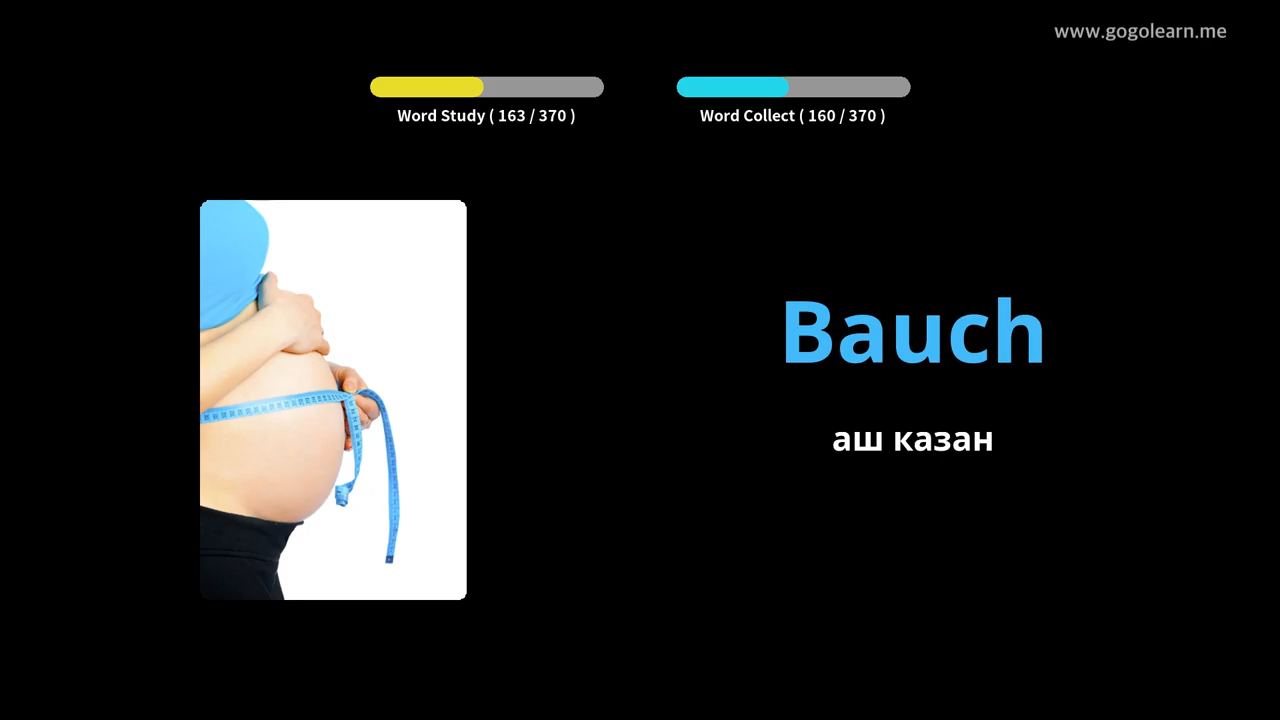 www.gogolearn.me
Word Study ( 163 / 370 )
Word Collect ( 160 / 370 )
Bauch
аш казан